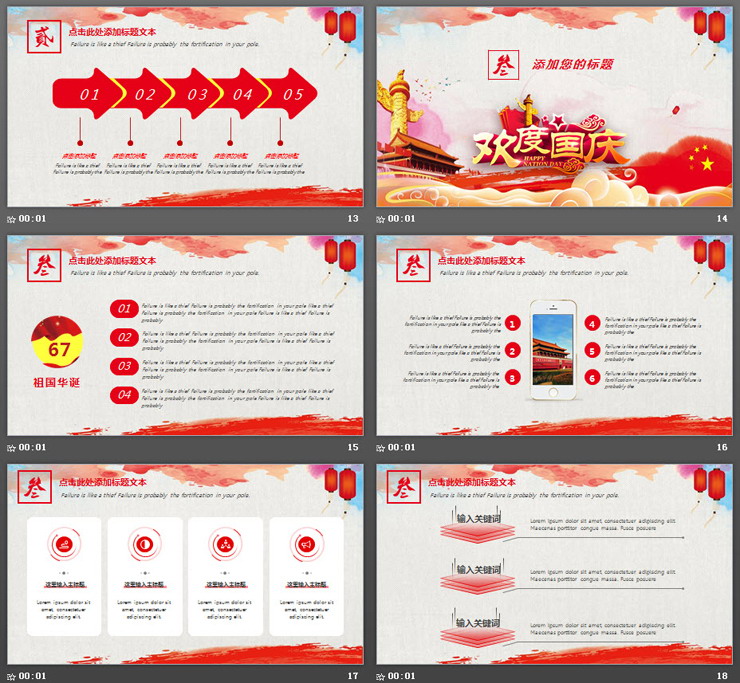 贰
点击此处添加标题文本
Failure is like a thief Failure is probably the fortification in your pole.
01
02
03
04
05
点击添加标题
点击添加标题
点击添加标题
点击添加标题
点击添加标题
Failure is like a thief
Failure is probably the
Failure is like a thief
Failure is probably the
Failure is like a thief
Failure is probably the
Failure is like a thief
Failure is probably the
Failure is like a thief
Failure is probably the
00:01
13
叁
添加您的标题
欢度国庆
HAPPY
NATION DAY
00:01
14
叁
点击此处添加标题文本
Failure is like a thief Failure is probably the fortification in your pole.
67
祖国华诞
01
Failure is like a thief Failure is probably the fortification in your pole like a thief
Failure is probably the fortification in your pole Failure is like a thief Failure is
probably
02
Failure is like a thief Failure is probably the fortification in your pole like a thief
Failure is probably the fortification in your pole Failure is like a thief Failure is
probably
03
Failure is like a thief Failure is probably the fortification in your pole like a thief
Failure is probably the fortification in your pole Failure is like a thief Failure is
probably
04
Failure is like a thief Failure is probably the fortification in your pole like a thief
Failure is probably the fortification in your pole Failure is like a thief Failure is
probably
00:01
15
叁
点击此处添加标题文本
Failure is like a thief Failure is probably the fortification in your pole.
Failure is like a thief Failure is probably the
fortification in your pole like a thief Failure is
probably the
1
Failure is like a thief Failure is probably the
fortification in your pole like a thief Failure is
probably the
2
Failure is like a thief Failure is probably the
fortification in your pole like a thief Failure is
probably the
3
4
Failure is like a thief Failure is probably the
fortification in your pole like a thief Failure is
probably the
5
Failure is like a thief Failure is probably the
fortification in your pole like a thief Failure is
probably the
6
Failure is like a thief Failure is probably the
fortification in your pole like a thief Failure is
probably the
00:01
16
叁
点击此处添加标题文本
Failure is like a thief Failure is probably the fortification in your pole.
这里输入主标题
这里输入主标题
这里输入主标题
这里输入主标题
Lorem ipsum dolor sit
amet, consectetuer
adipiscing elit.
Lorem ipsum dolor sit
amet, consectetuer
adipiscing elit.
Lorem ipsum dolor sit
amet, consectetuer
adipiscing elit.
Lorem ipsum dolor sit
amet, consectetuer
adipiscing elit.
00:01
17
叁
点击此处添加标题文本
Failure is like a thief Failure is probably the fortification in your pole.
输入关键词
Lorem ipsum dolor sit amet, consectetuer adipiscing elit.
Maecenas porttitor congue massa. Fusce posuere
输入关键词
Lorem ipsum dolor sit amet, consectetuer adipiscing elit.
Maecenas porttitor congue massa. Fusce posuere
输入关键词
Lorem ipsum dolor sit amet, consectetuer adipiscing elit.
Maecenas porttitor congue massa. Fusce posuere
00:01
18